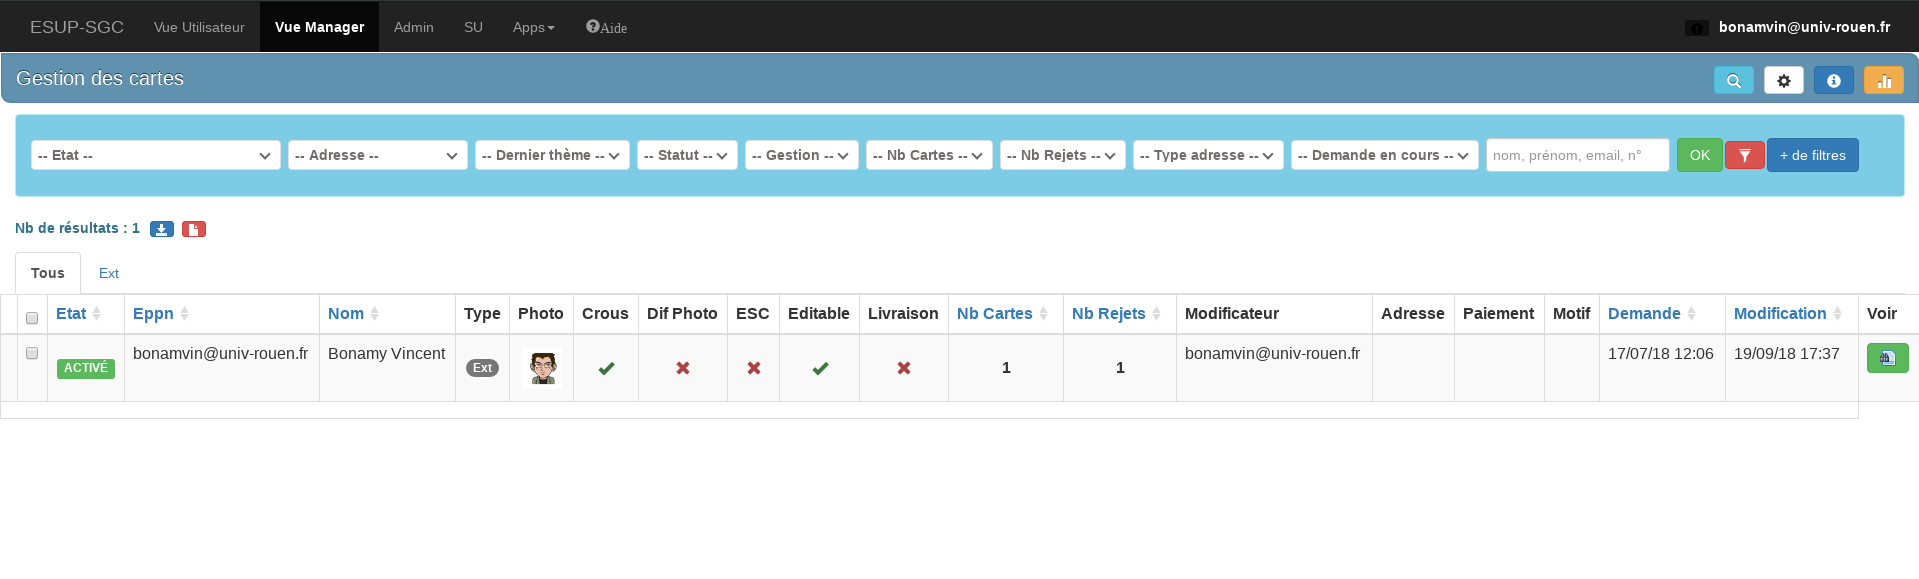 ESUP-SGC Vue Utilisateur Vue Manager Admin SU Apps Aide bonamvin@univ-rouen.fr
Gestion des cartes
-- Etat -- -- Adresse -- -- Dernier thème -- -- Statut -- -- Gestion -- -- Nb Cartes -- -- Nb Rejets -- -- Type adresse -- -- Demande en cours -- nom, prénom, email, n° OK + de filtres
Nb de résultats : 1
Tous Ext
Etat Eppn Nom Type Photo Crous Dif Photo ESC Editable Livraison Nb Cartes Nb Rejets Modificateur Adresse Paiement Motif Demande Modification Voir
ACTIVÉ bonamvin@univ-rouen.fr Bonamy Vincent Ext 1 1 bonamvin@univ-rouen.fr 17/07/18 12:06 19/09/18 17:37